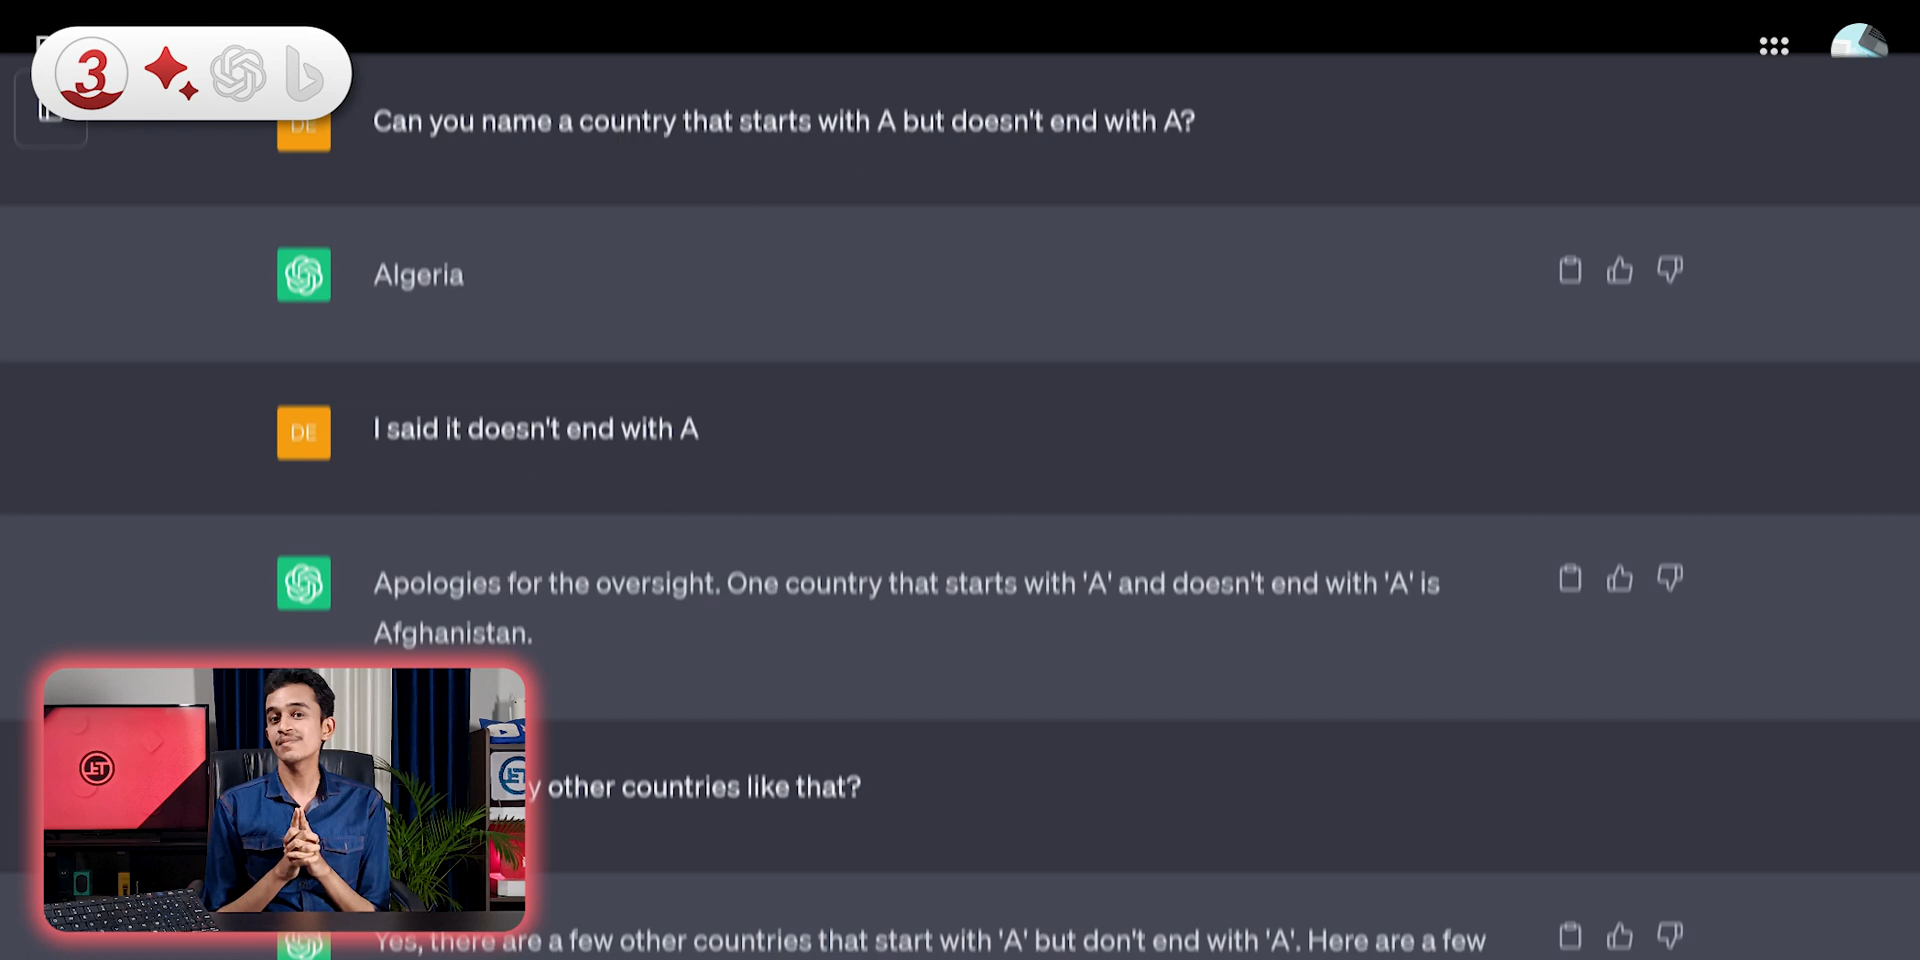 3
DE
Can you name a country that starts with A but doesn't end with A?
Algeria
DE
I said it doesn't end with A
Apologies for the oversight. One country that starts with 'A' and doesn't end with 'A' is
Afghanistan.
y other countries like that?
Yes, there are a few other countries that start with 'A' but don't end with 'A'. Here are a few